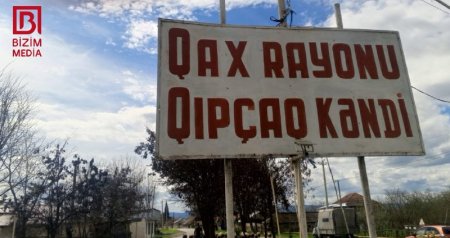 BİZİM
MEDIA
QAX RAYONU
QIPÇAQ KƏNDİ